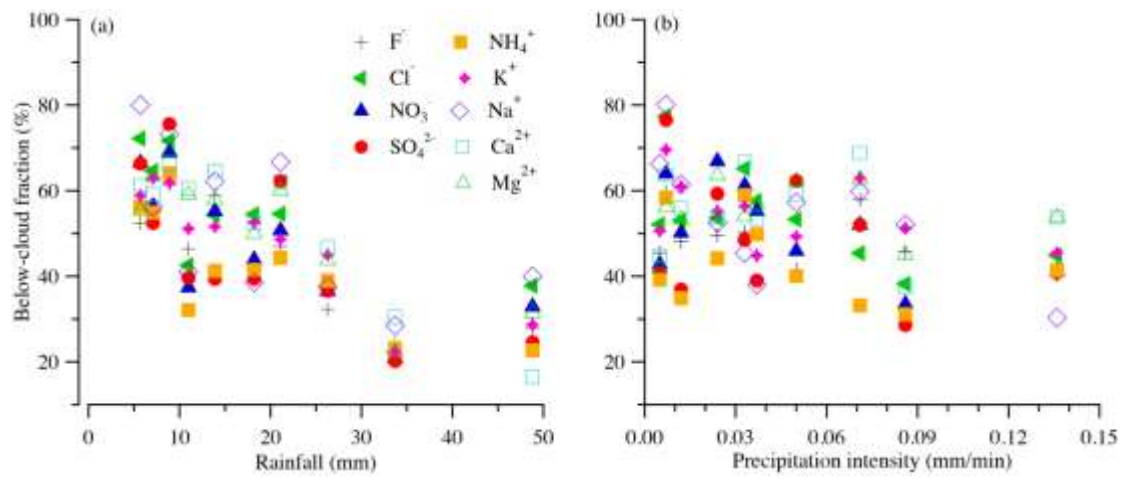 (a)
F⁻
Cl⁻
NO₃⁻
SO₄²⁻
NH₄⁺
K⁺
Na⁺
Ca²⁺
Mg²⁺
100
80
60
40
20
Below-cloud fraction (%)
0 10 20 30 40 50
Rainfall (mm)
(b)
100
80
60
40
20
0.00 0.03 0.06 0.09 0.12 0.15
Precipitation intensity (mm/min)